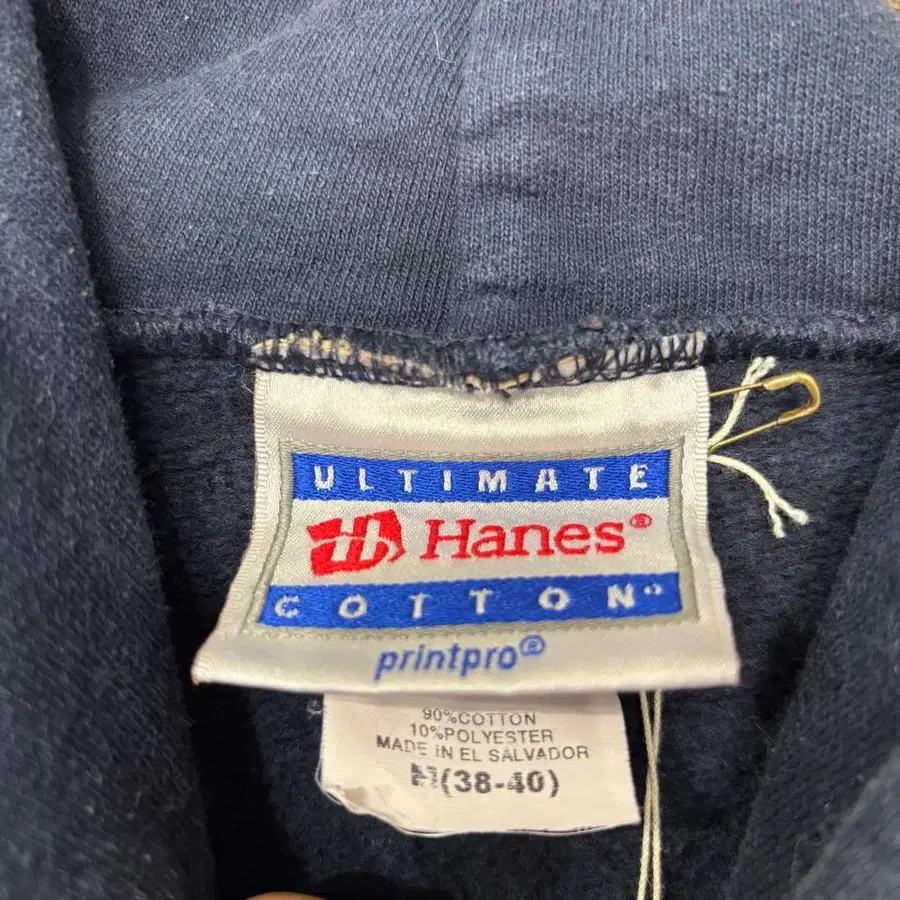 ULTIMATE
Hanes®
COTTON
printpro®
90%COTTON
10%POLYESTER
MADE IN EL SALVADOR
(38-40)